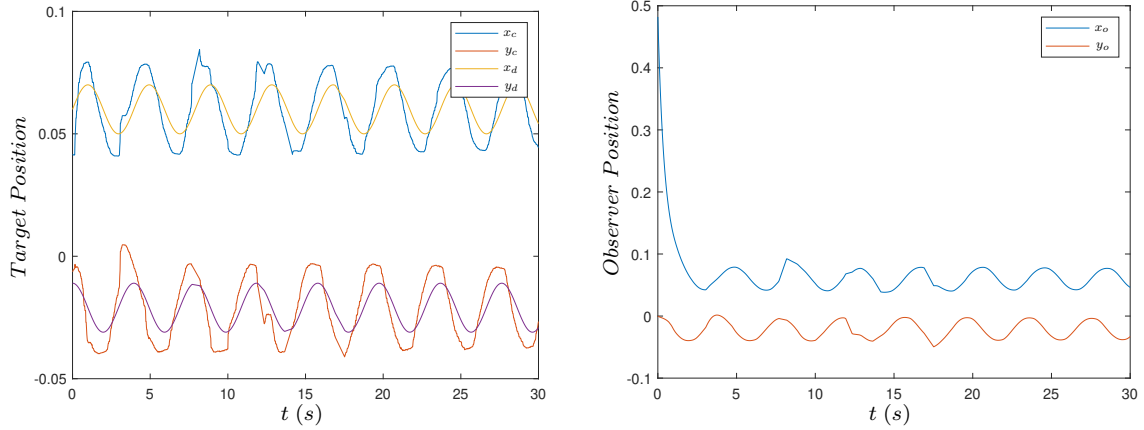 0.1
0.05
0
-0.05
0
5
10
15
20
25
30
Target Position
t (s)
x_c
y_c
x_d
y_d
0.5
0.4
0.3
0.2
0.1
0
-0.1
0
5
10
15
20
25
30
Observer Position
t (s)
x_o
y_o